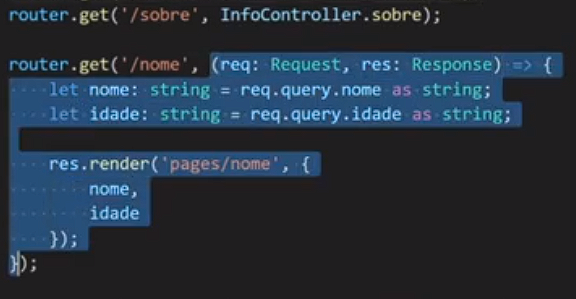 router.get('/sobre', InfoController.sobre);
router.get('/nome', (req: Request, res: Response) => {
let nome: string = req.query.nome as string;
let idade: string = req.query.idade as string;
res.render('pages/nome', {
nome,
idade
});
});